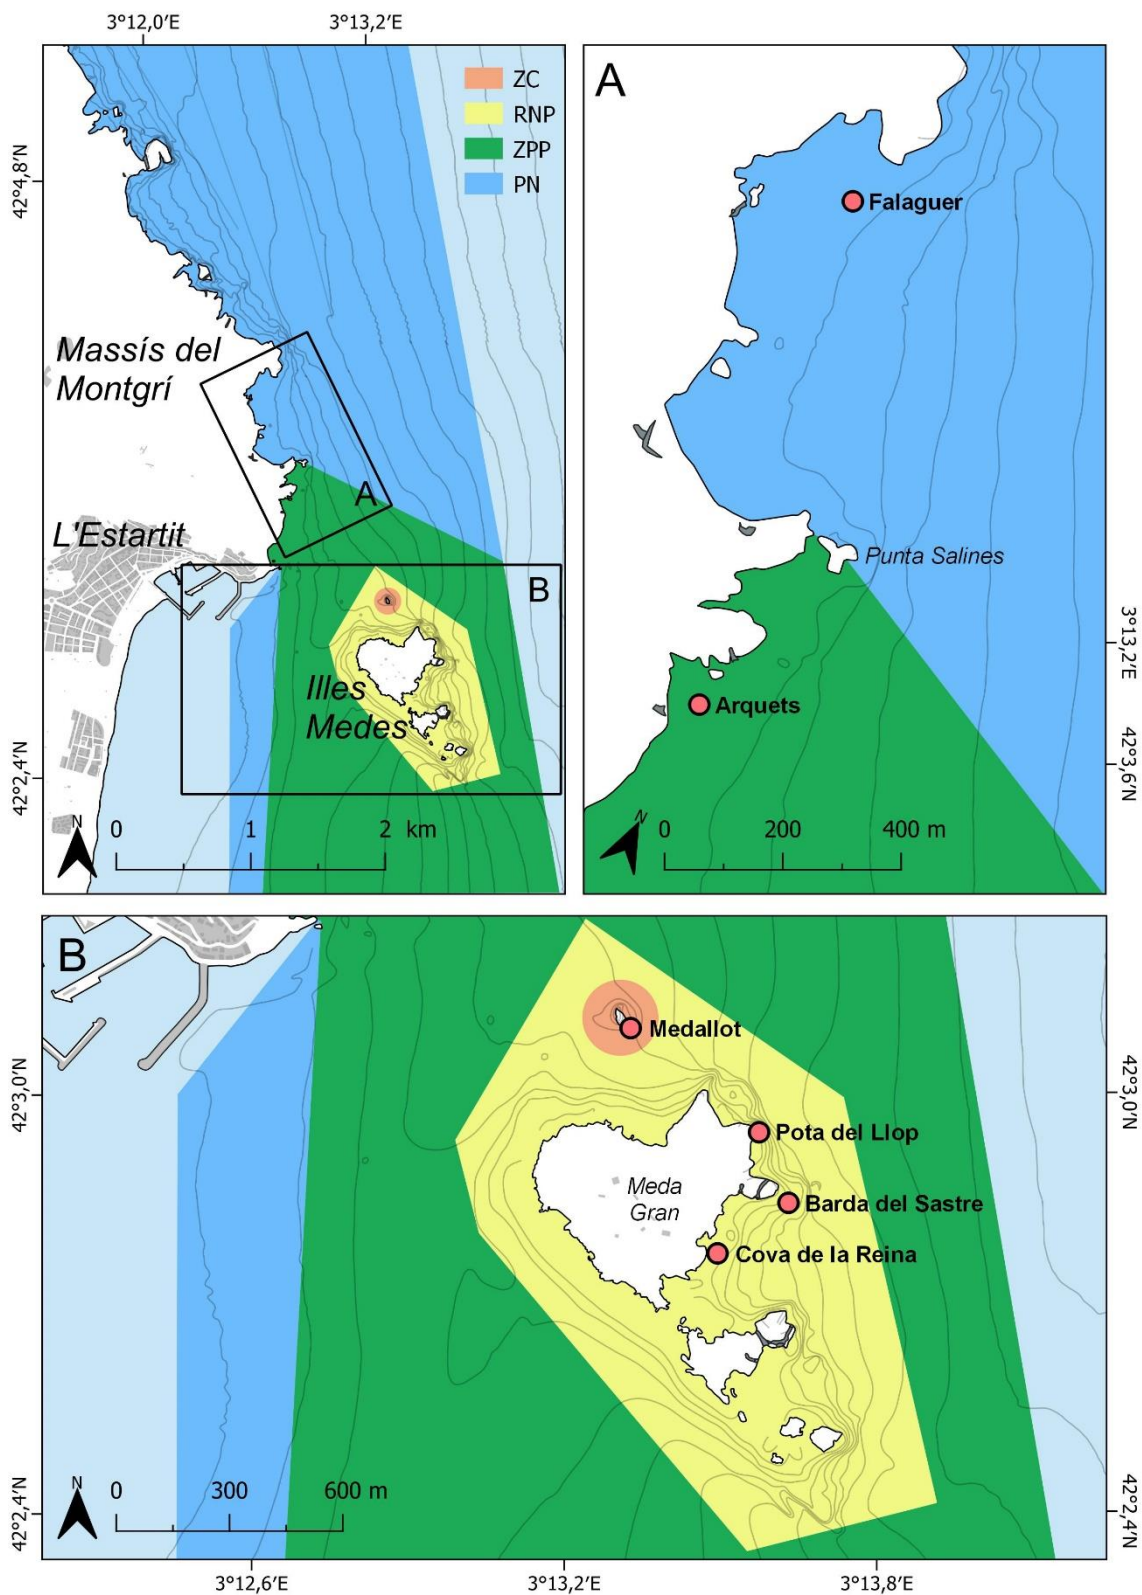 3°12,0'E
3°13,2'E
42°4,8'N
42°2,4'N
ZC
RNP
ZPP
PN
Massís del
Montgrí
L'Estartit
A
B
Illes
Medes
N
0 1 2 km
A
Falaguer
Punta Salines
Arquets
3°13,2'E
42°3,6'N
N
0 200 400 m
B
Medallot
Pota del Llop
Meda
Gran
Barda del Sastre
Cova de la Reina
42°3,0'N
42°3,0'N
42°2,4'N
42°2,4'N
N
0 300 600 m
3°12,6'E
3°13,2'E
3°13,8'E